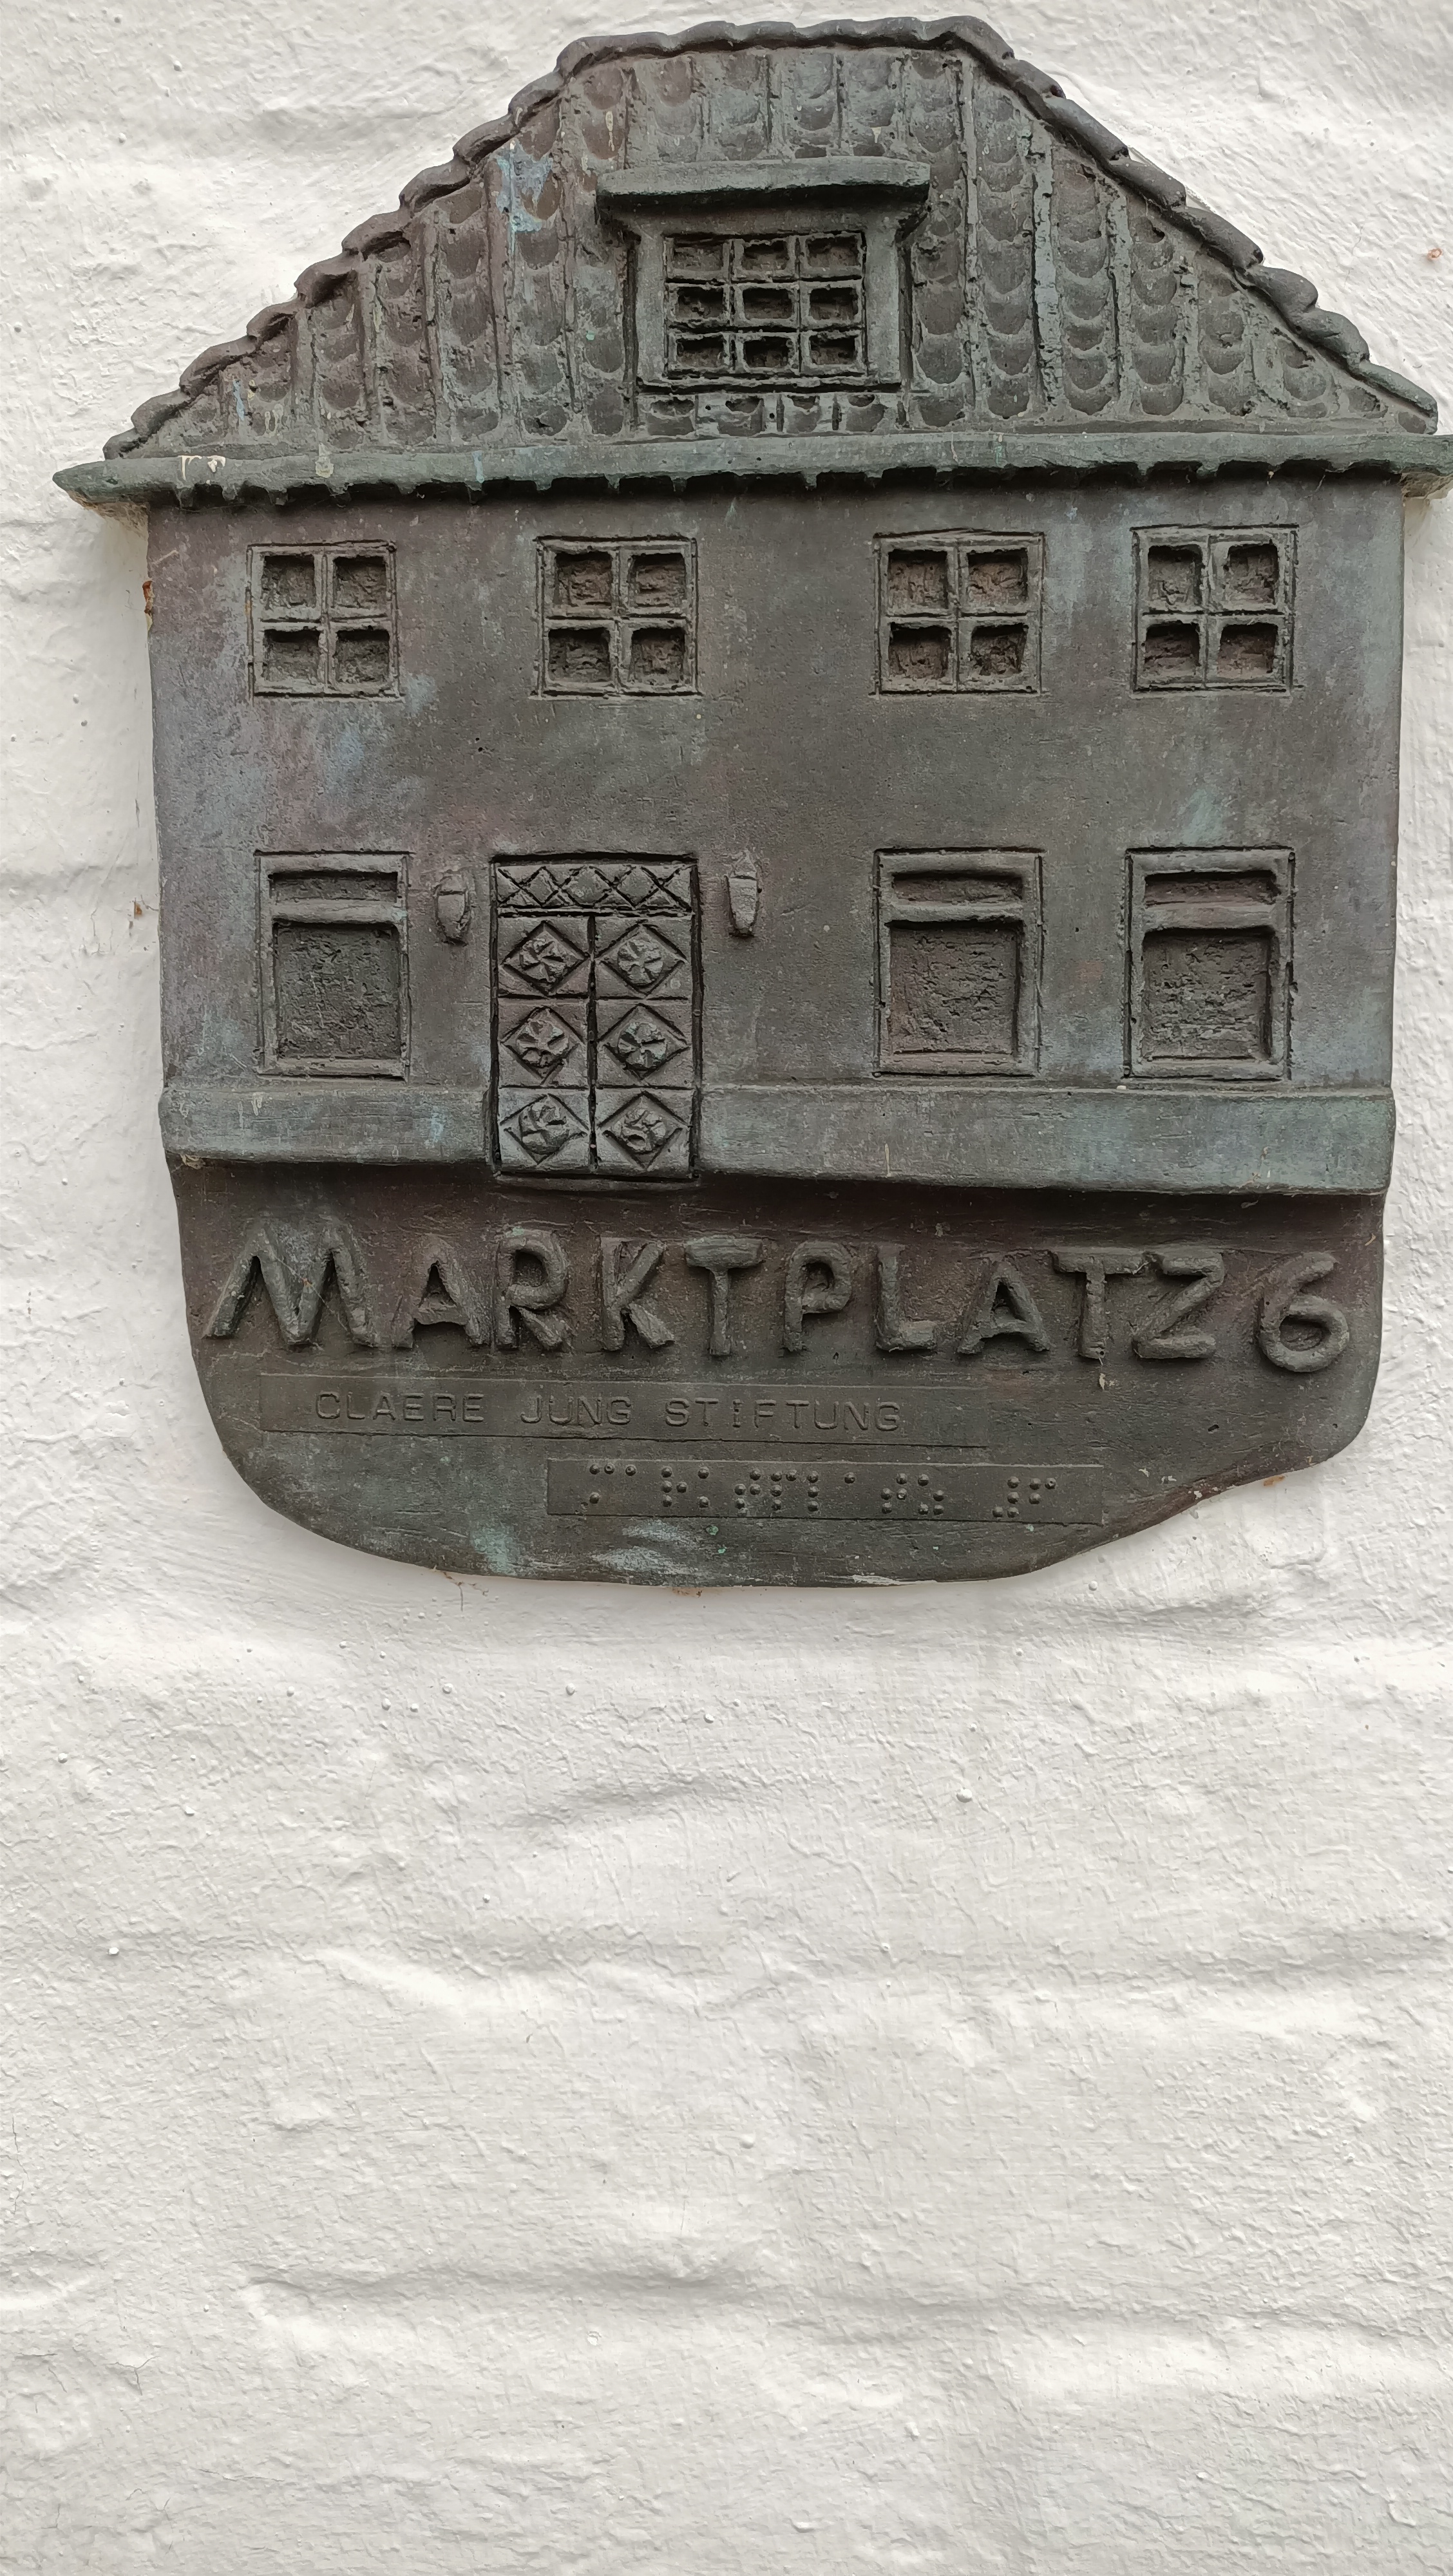 MARKTPLATZ 6
CLAERE JUNG STIFTUNG